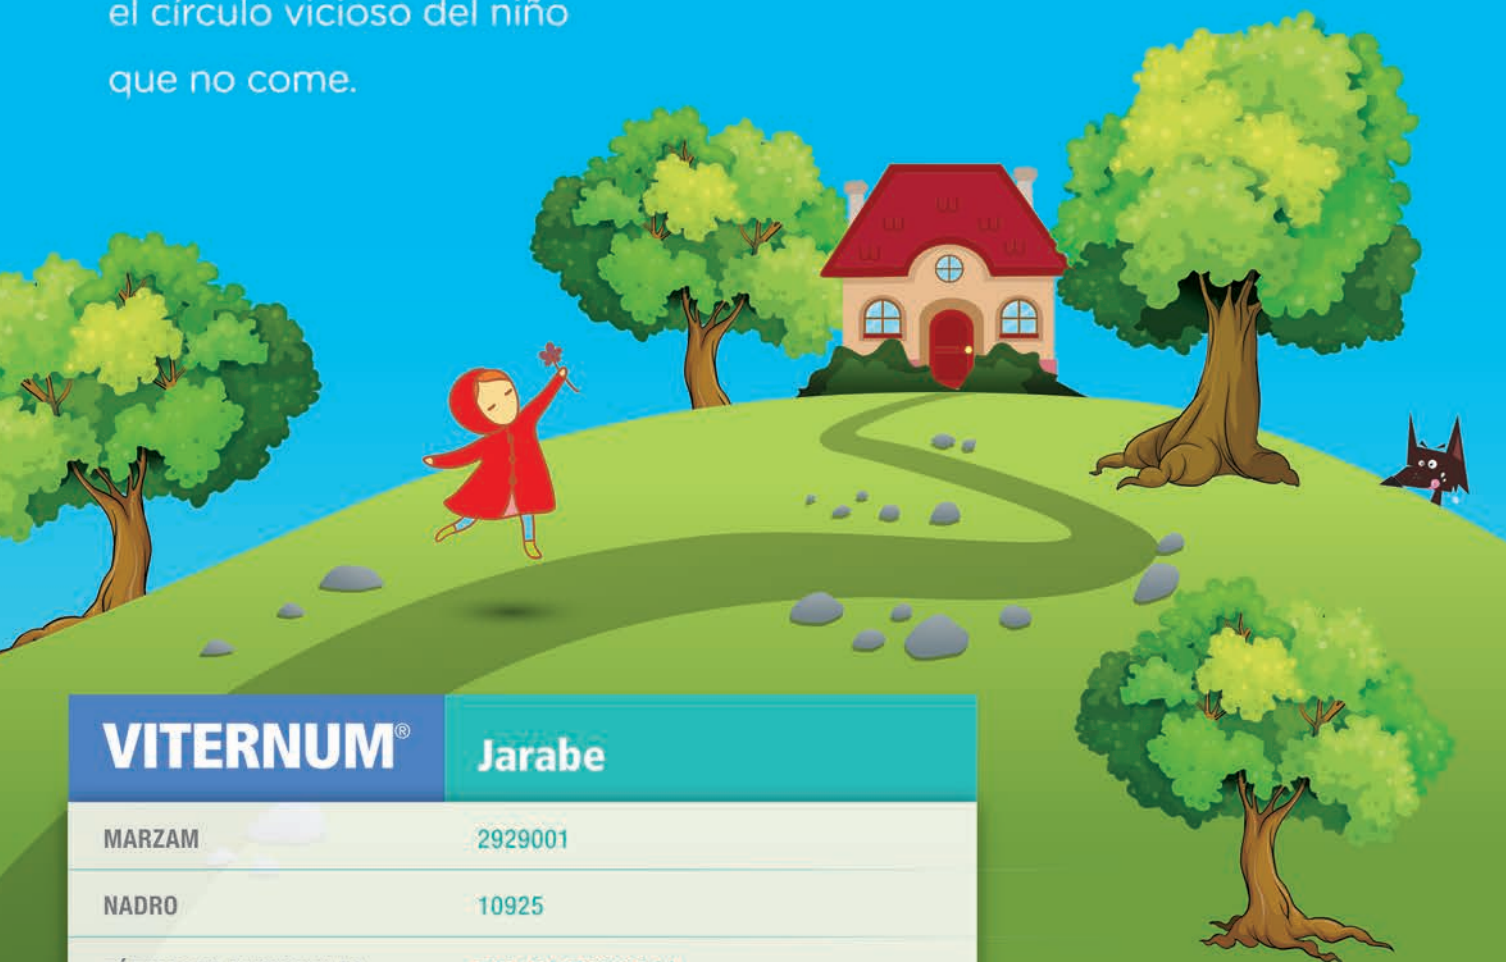 el círculo vicioso del niño
que no come.
VITERNUM® Jarabe
MARZAM 2929001
NADRO 10925